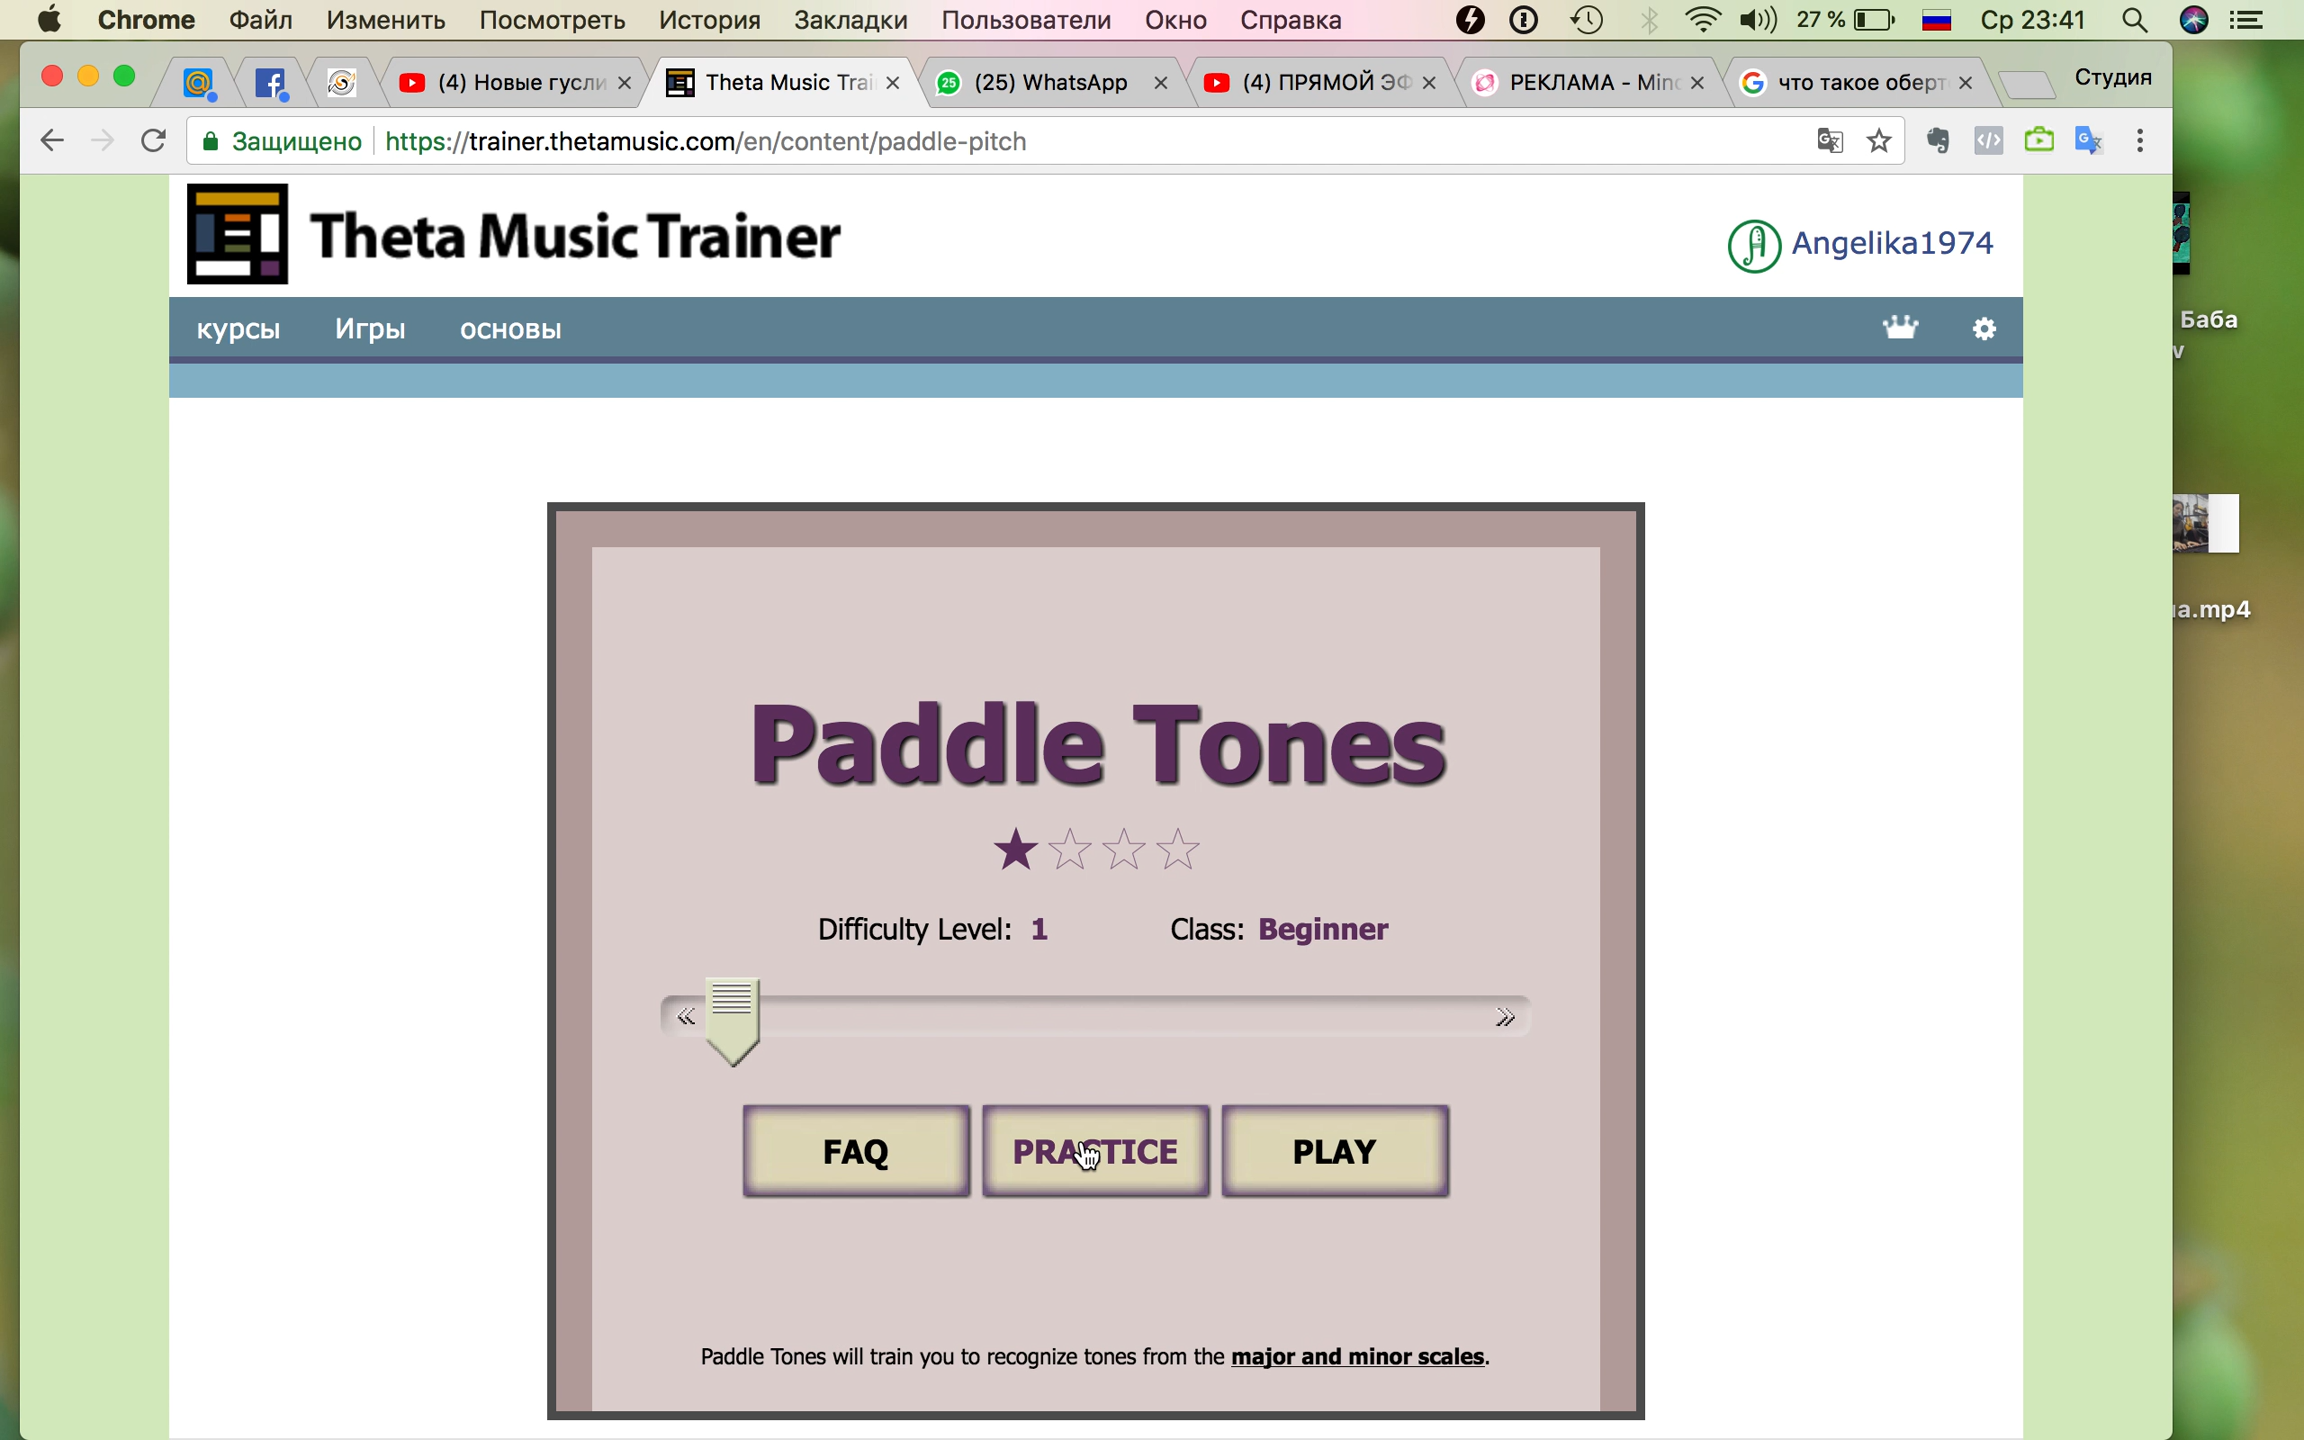 Chrome Файл Изменить Посмотреть История Закладки Пользователи Окно Справка 27 % Ср 23:41
(4) Новые гусли Theta Music Trai 25 (25) WhatsApp (4) ПРЯМОЙ ЭФ РЕКЛАМА - Minc что такое оберт Студия
Защищено https://trainer.thetamusic.com/en/content/paddle-pitch
Theta Music Trainer
Angelika1974
курсы Игры основы
Баба
v
Paddle Tones
Difficulty Level: 1 Class: Beginner
FAQ PRACTICE PLAY
Paddle Tones will train you to recognize tones from the major and minor scales.
а.mp4